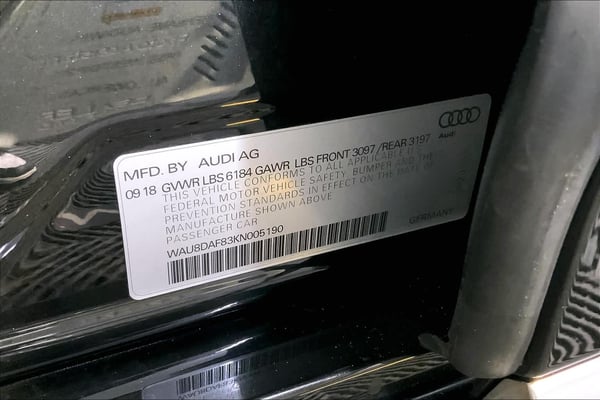 MFD. BY AUDI AG
09 18 GVWR LBS 6184 GAWR LBS FRONT 3097 /REAR 3197
THIS VEHICLE CONFORMS TO ALL APPLICABLE U.S.
FEDERAL MOTOR VEHICLE SAFETY, BUMPER AND THEFT
PREVENTION STANDARDS IN EFFECT ON THE DATE OF
MANUFACTURE SHOWN ABOVE
PASSENGER CAR
WAU8DAF83KN005190
Audi
GERMANY